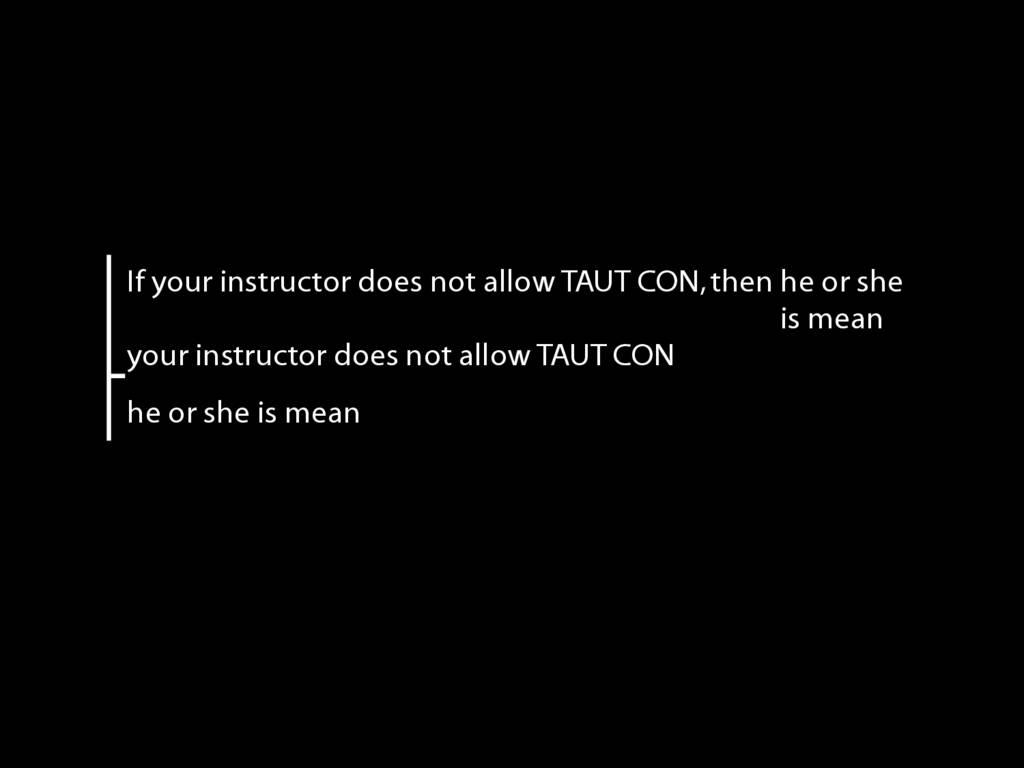 If your instructor does not allow TAUT CON, then he or she
is mean
your instructor does not allow TAUT CON
he or she is mean